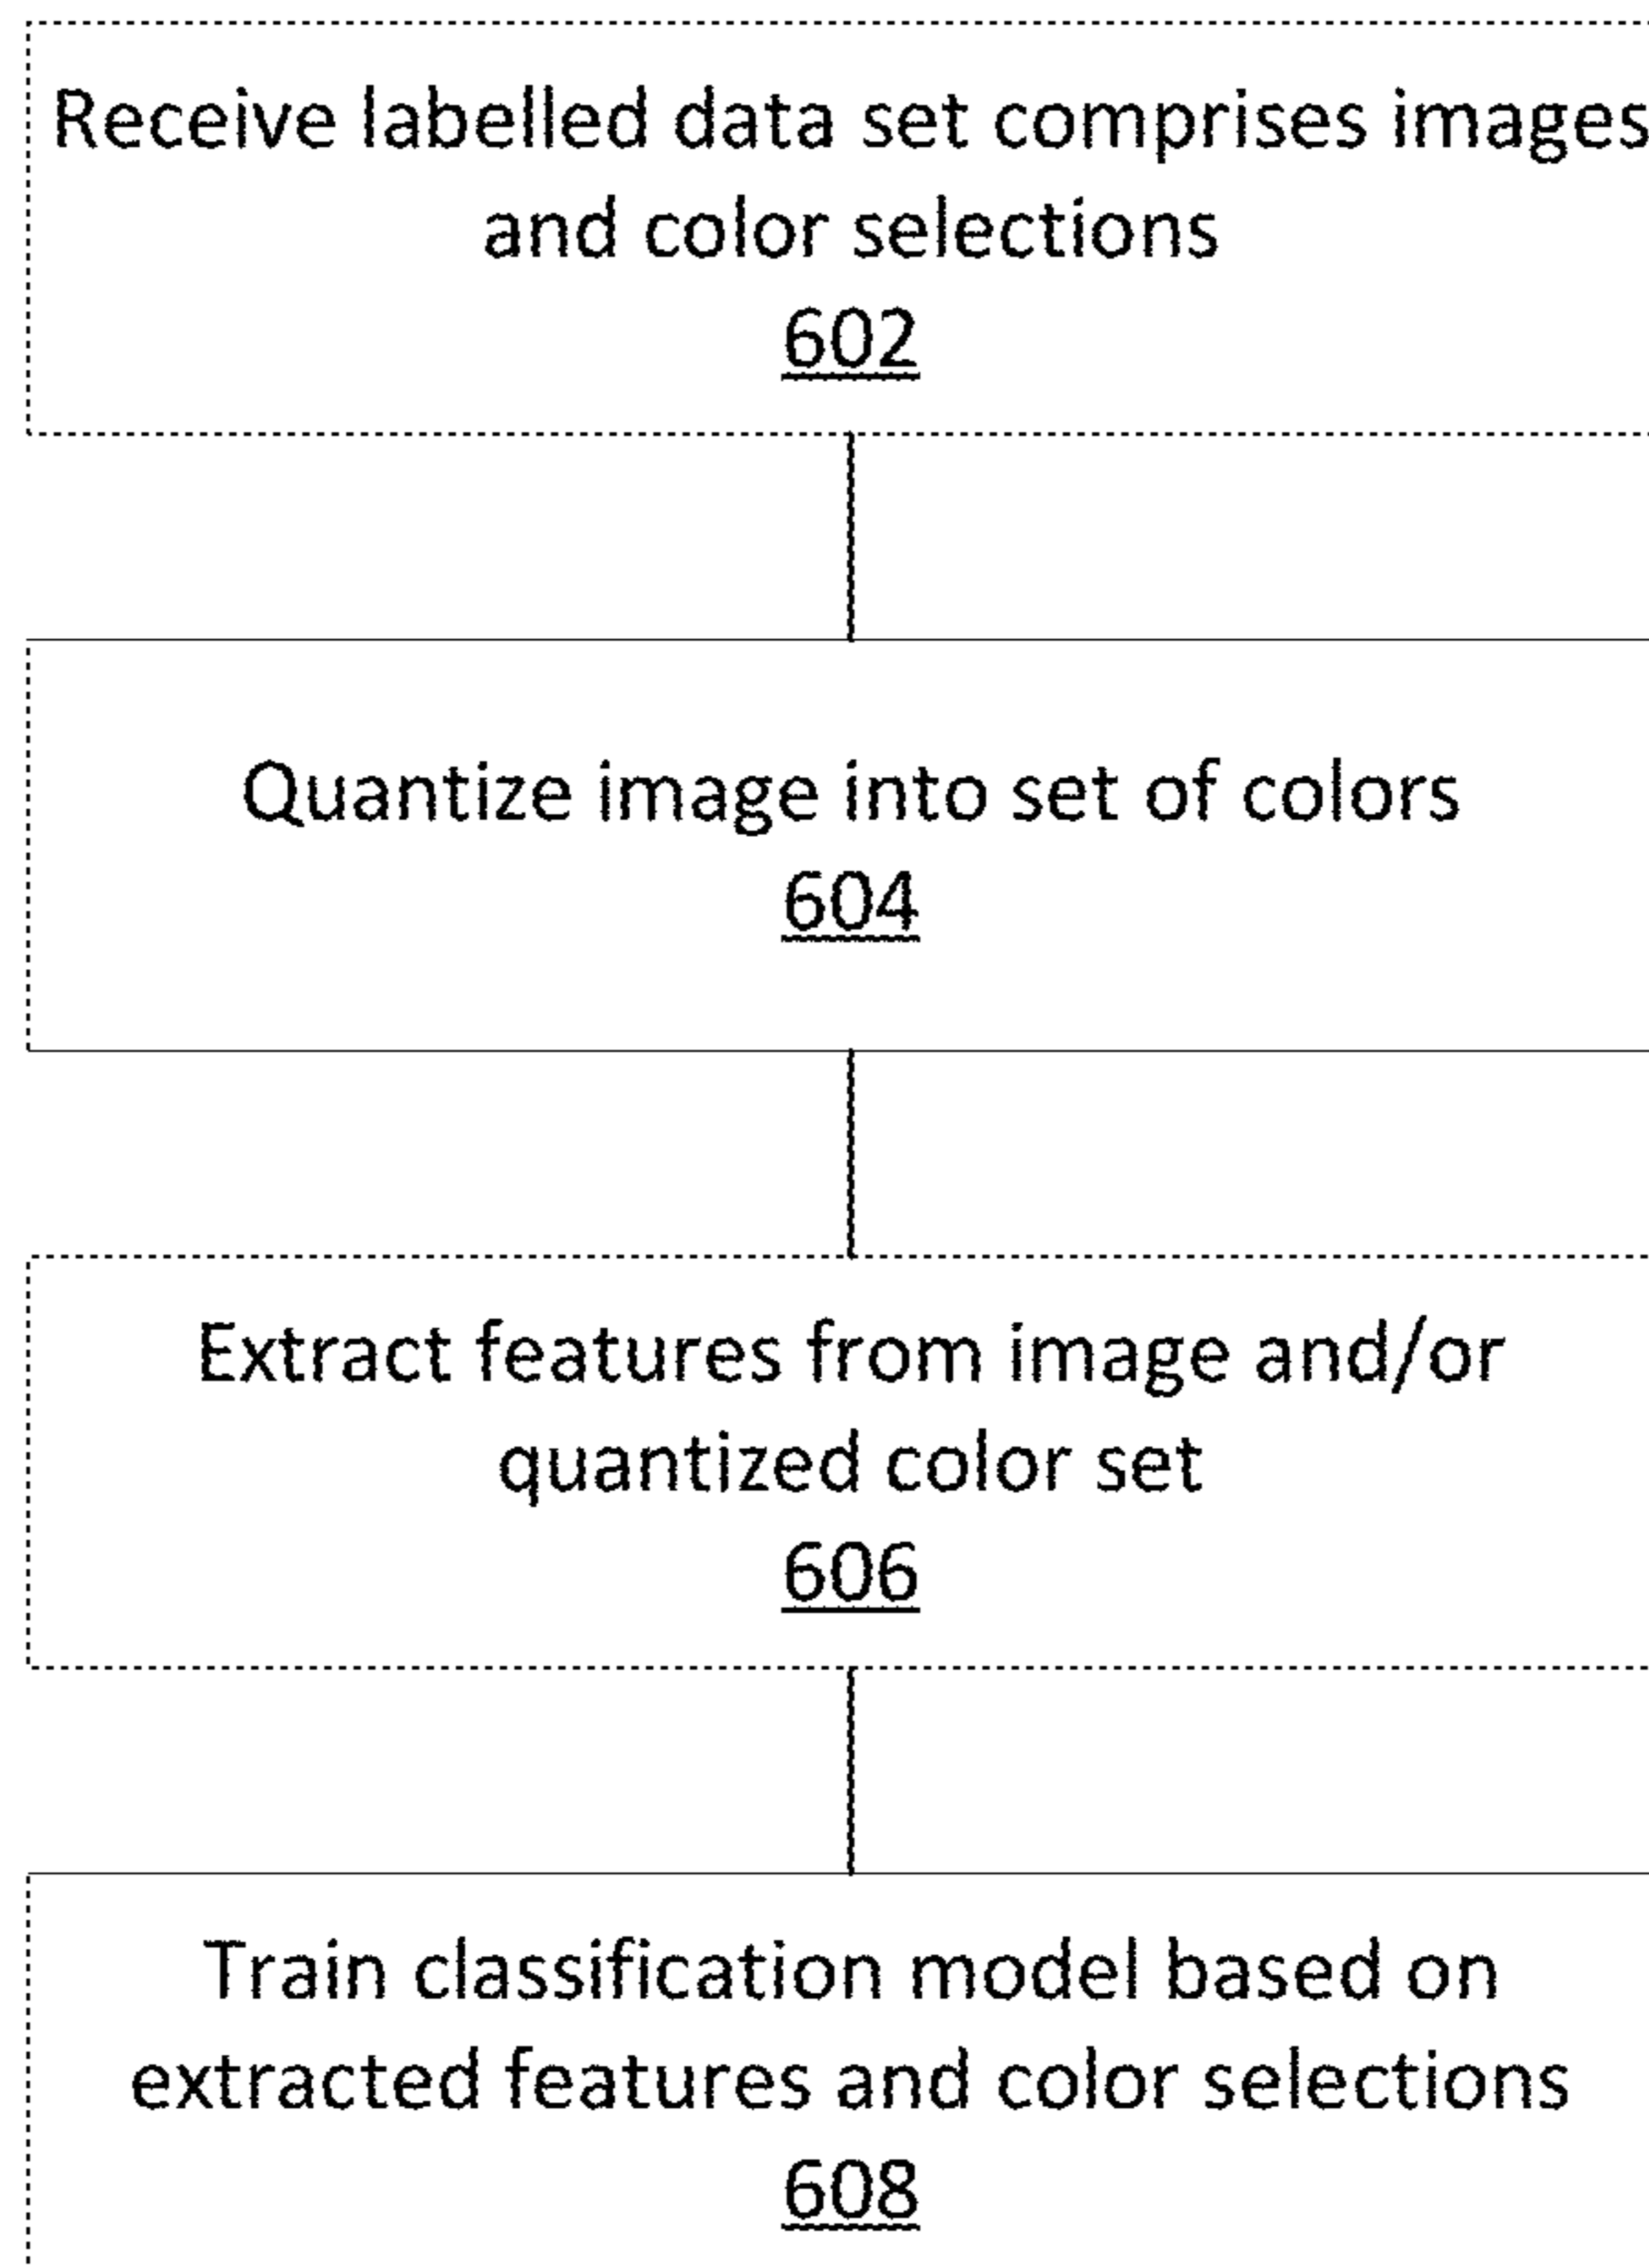 Receive labelled data set comprises images
and color selections
602
Quantize image into set of colors
604
Extract features from image and/or
quantized color set
606
Train classification model based on
extracted features and color selections
608